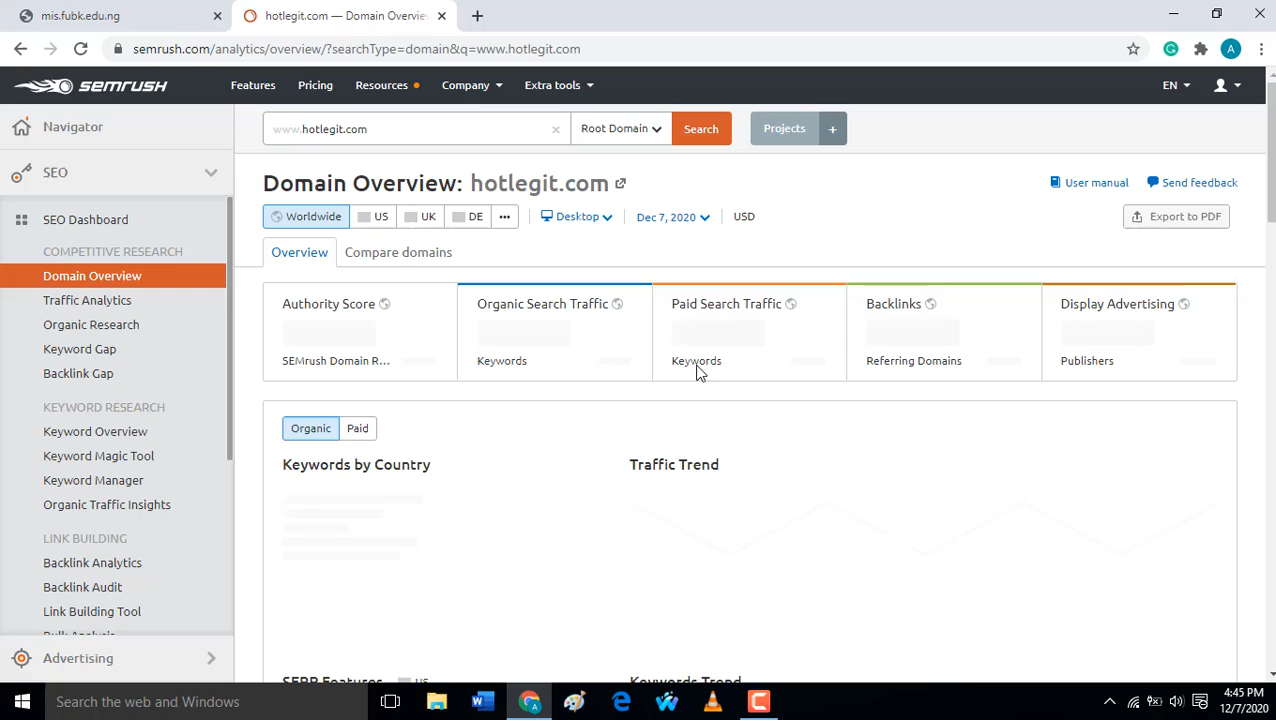 mis.fubk.edu.ng
hotlegit.com — Domain Overvie
semrush.com/analytics/overview/?searchType=domain&q=www.hotlegit.com
A
SEMRUSH
Features
Pricing
Resources
Company
Extra tools
EN
Navigator
www.hotlegit.com
Root Domain
Search
Projects
+
SEO
Domain Overview: hotlegit.com
User manual
Send feedback
SEO Dashboard
Worldwide
US
UK
DE
...
Desktop
Dec 7, 2020
USD
Export to PDF
COMPETITIVE RESEARCH
Overview
Compare domains
Domain Overview
Traffic Analytics
Authority Score
Organic Search Traffic
Paid Search Traffic
Backlinks
Display Advertising
Organic Research
Keyword Gap
SEMrush Domain R...
Keywords
Keywords
Referring Domains
Publishers
Backlink Gap
KEYWORD RESEARCH
Organic
Paid
Keyword Overview
Keyword Magic Tool
Keywords by Country
Traffic Trend
Keyword Manager
Organic Traffic Insights
LINK BUILDING
Backlink Analytics
Backlink Audit
Link Building Tool
Bulk Analysis
Advertising
SERP Features
US
Keywords Trend
Search the web and Windows
4:45 PM
12/7/2020